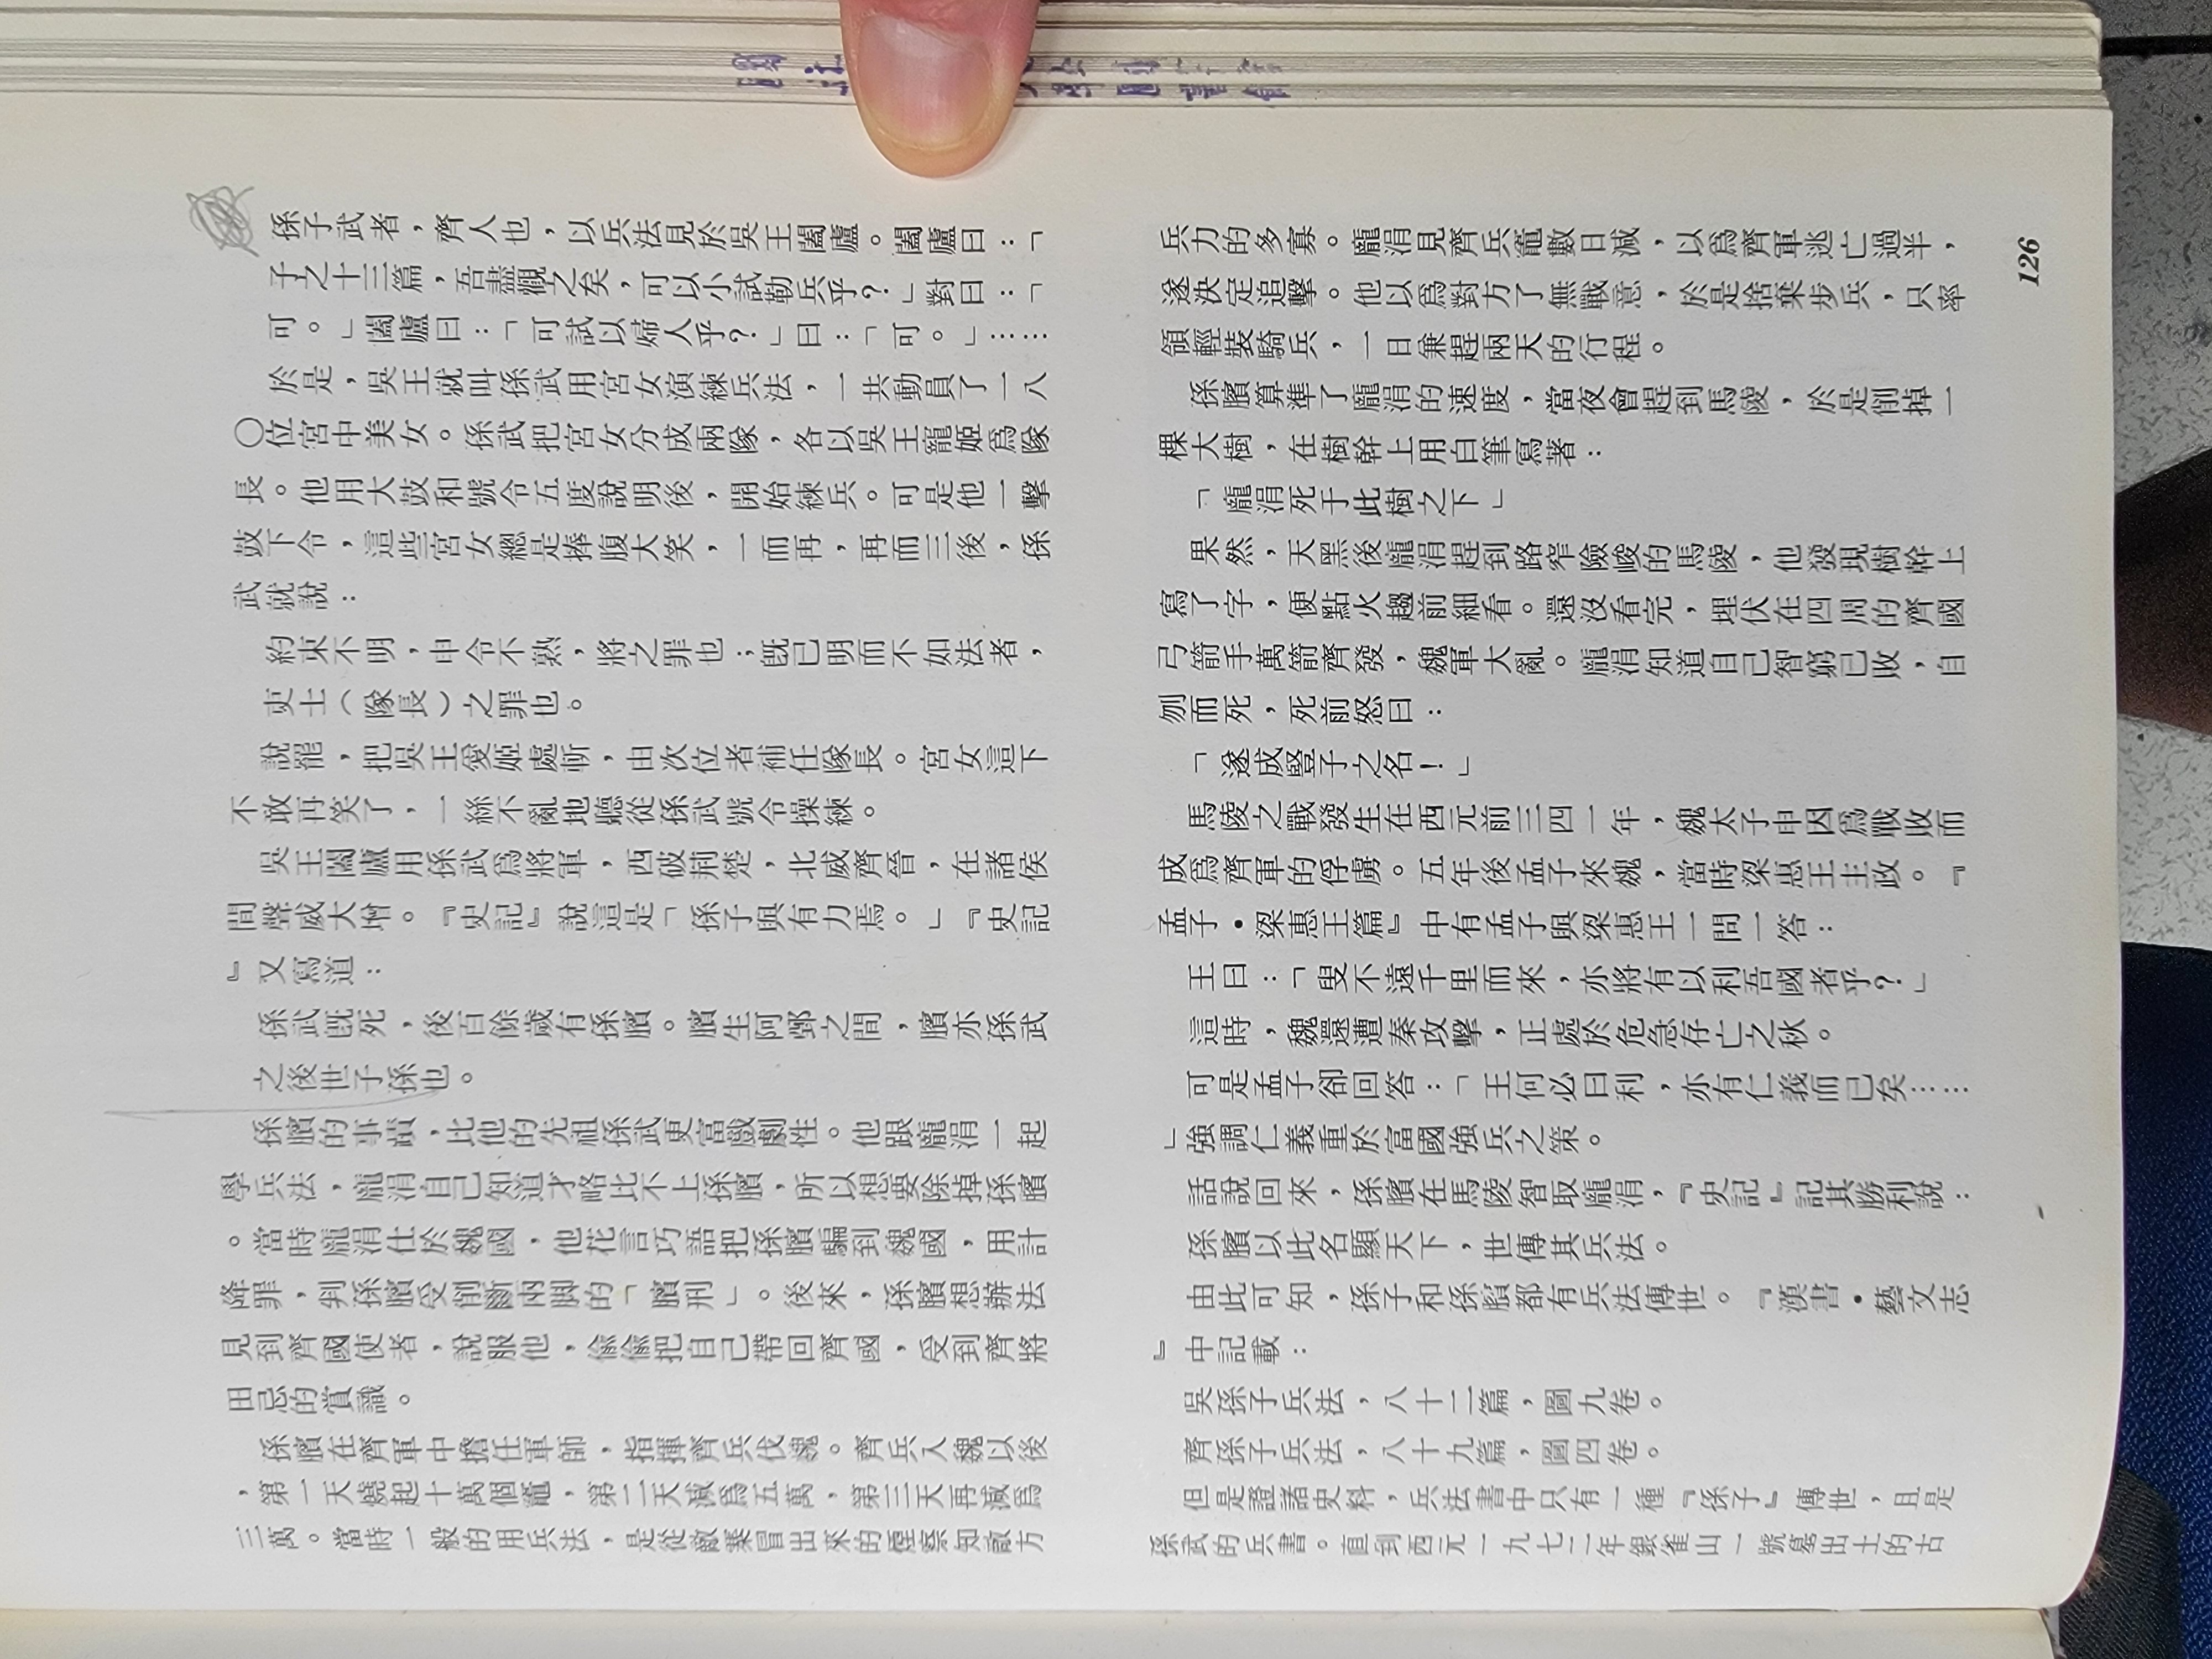 孫子武者，齊人也，以兵法見於吳王闔廬。闔廬曰：「
子之十三篇，吾盡觀之矣，可以小試勒兵乎？」對曰：「
可。」闔廬曰：「可試以婦人乎？」曰：「可。」……
於是，吳王就叫孫武用宮女演練兵法，一共動員了一八
〇位宮中美女。孫武把宮女分成兩隊，各以吳王寵姬爲隊
長。他用大鼓和號令五度說明後，開始練兵。可是他一擊
鼓下令，這些宮女總是捧腹大笑，一而再，再而三後，孫
武就說：
約束不明，申令不熟，將之罪也；旣已明而不如法者，
吏士（隊長）之罪也。
說罷，把吳王愛姬處斬，由次位者補任隊長。宮女這下
不敢再笑了，一絲不亂地聽從孫武號令操練。
吳王闔廬用孫武爲將軍，西破荊楚，北威齊晉，在諸侯
間聲威大增。『史記』說這是「孫子與有力焉。」『史記
』又寫道：
孫武旣死，後百餘歲有孫臏。臏生阿鄄之間，臏亦孫武
之後世子孫也。
孫臏的事蹟，比他的先祖孫武更富戲劇性。他跟龐涓一起
學兵法，龐涓自己知道才略比不上孫臏，所以想要除掉孫臏
。當時龐涓仕於魏國，他花言巧語把孫臏騙到魏國，用計
降罪，判孫臏受削斷兩脚的「臏刑」。後來，孫臏想辦法
見到齊國使者，說服他，偷偷把自己帶回齊國，受到齊將
田忌的賞識。
孫臏在齊軍中擔任軍師，指揮齊兵伐魏。齊兵入魏以後
，第一天燒起十萬個竈，第二天減爲五萬，第三天再減爲
三萬。當時一般的用兵法，是從敵寨冒出來的煙察知敵方
兵力的多寡。龐涓見齊兵竈數日減，以爲齊軍逃亡過半，
遂決定追擊。他以爲對方了無戰意，於是捨棄步兵，只率
領輕裝騎兵，一日兼趕兩天的行程。
孫臏算準了龐涓的速度，當夜會趕到馬陵，於是削掉一
棵大樹，在樹幹上用白筆寫著：
「龐涓死于此樹之下」
果然，天黑後龐涓趕到路窄險峻的馬陵，他發現樹幹上
寫了字，便點火趨前細看。還沒看完，埋伏在四周的齊國
弓箭手萬箭齊發，魏軍大亂。龐涓知道自己智窮已敗，自
刎而死，死前怒曰：
「遂成豎子之名！」
馬陵之戰發生在西元前三四一年，魏太子申因爲戰敗而
成爲齊軍的俘虜。五年後孟子來魏，當時梁惠王主政。『
孟子•梁惠王篇』中有孟子與梁惠王一問一答：
王曰：「叟不遠千里而來，亦將有以利吾國者乎？」
這時，魏還遭秦攻擊，正處於危急存亡之秋。
可是孟子卻回答：「王何必曰利，亦有仁義而已矣……
」強調仁義重於富國強兵之策。
話說回來，孫臏在馬陵智取龐涓，『史記』記其勝利說：
孫臏以此名顯天下，世傳其兵法。
由此可知，孫子和孫臏都有兵法傳世。『漢書•藝文志
』中記載：
吳孫子兵法，八十二篇，圖九卷。
齊孫子兵法，八十九篇，圖四卷。
但是證諸史料，兵法書中只有一種『孫子』傳世，且是
孫武的兵書。直到西元一九七二年銀雀山一號墓出土的古
126